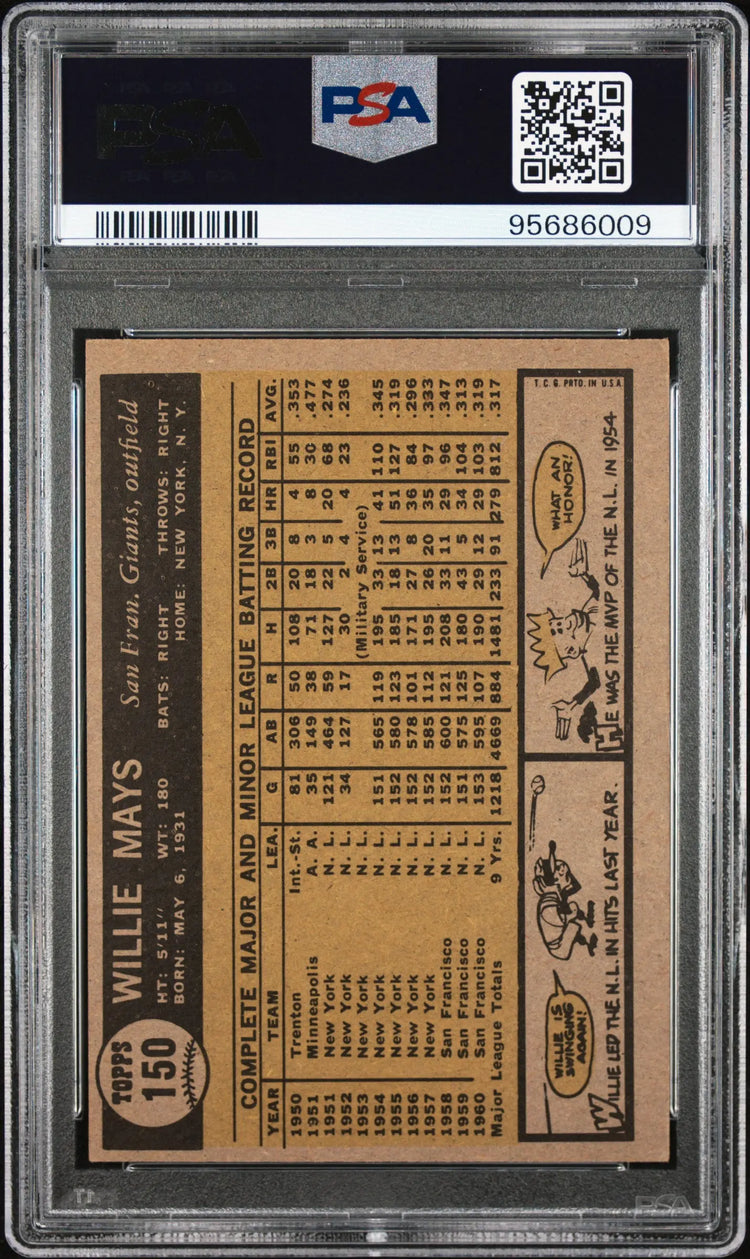 PSA
PSA
95686009
TOPPS
150
WILLIE MAYS San Fran. Giants, outfield
HT: 5'11" WT: 180 BATS: RIGHT THROWS: RIGHT
BORN: MAY 6, 1931 HOME: NEW YORK, N. Y.
COMPLETE MAJOR AND MINOR LEAGUE BATTING RECORD
YEAR TEAM LEA. G AB R H 2B 3B HR RBI AVG.
1950 Trenton Int.-St. 81 306 50 108 20 8 4 55 .353
1951 Minneapolis A. A. 35 149 38 71 18 3 8 30 .477
1951 New York N. L. 121 464 59 127 22 5 20 68 .274
1952 New York N. L. 34 127 17 30 2 4 4 23 .236
1953 New York N. L. (Military Service)
1954 New York N. L. 151 565 119 195 33 13 41 110 .345
1955 New York N. L. 152 580 123 185 18 13 51 127 .319
1956 New York N. L. 152 578 101 171 27 8 36 84 .296
1957 New York N. L. 152 585 112 195 26 20 35 97 .333
1958 San Francisco N. L. 152 600 121 208 33 11 29 96 .347
1959 San Francisco N. L. 151 575 125 180 43 5 34 104 .313
1960 San Francisco N. L. 153 595 107 190 29 12 29 103 .319
Major League Totals 9 Yrs. 1218 4669 884 1481 233 91 279 812 .317
WILLIE IS
SWINGING
AGAIN!
WILLIE LED THE N.L. IN HITS LAST YEAR.
T. C. G. PRTD. IN U.S.A.
WHAT AN
HONOR!
HE WAS THE MVP OF THE N.L. IN 1954
PSA